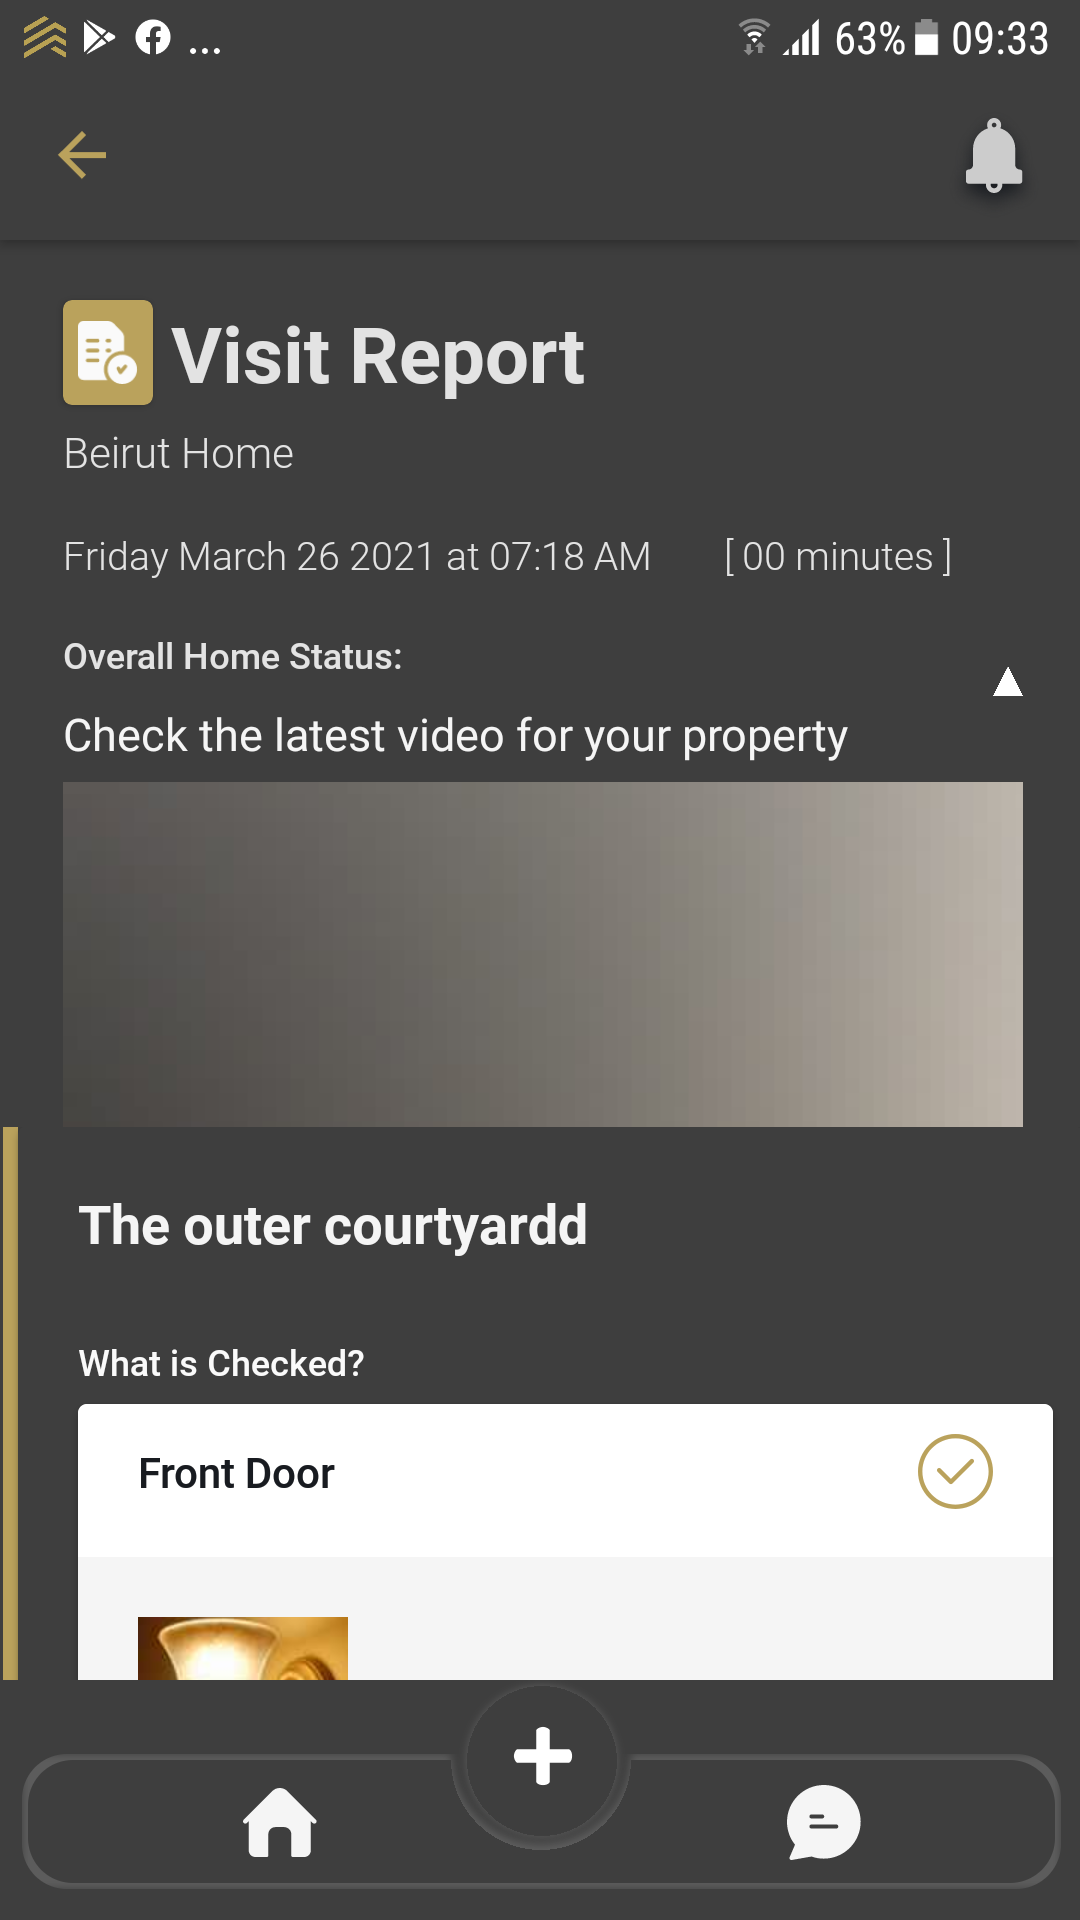 ... 63% 09:33
Visit Report
Beirut Home
Friday March 26 2021 at 07:18 AM [ 00 minutes ]
Overall Home Status:
Check the latest video for your property
The outer courtyardd
What is Checked?
Front Door